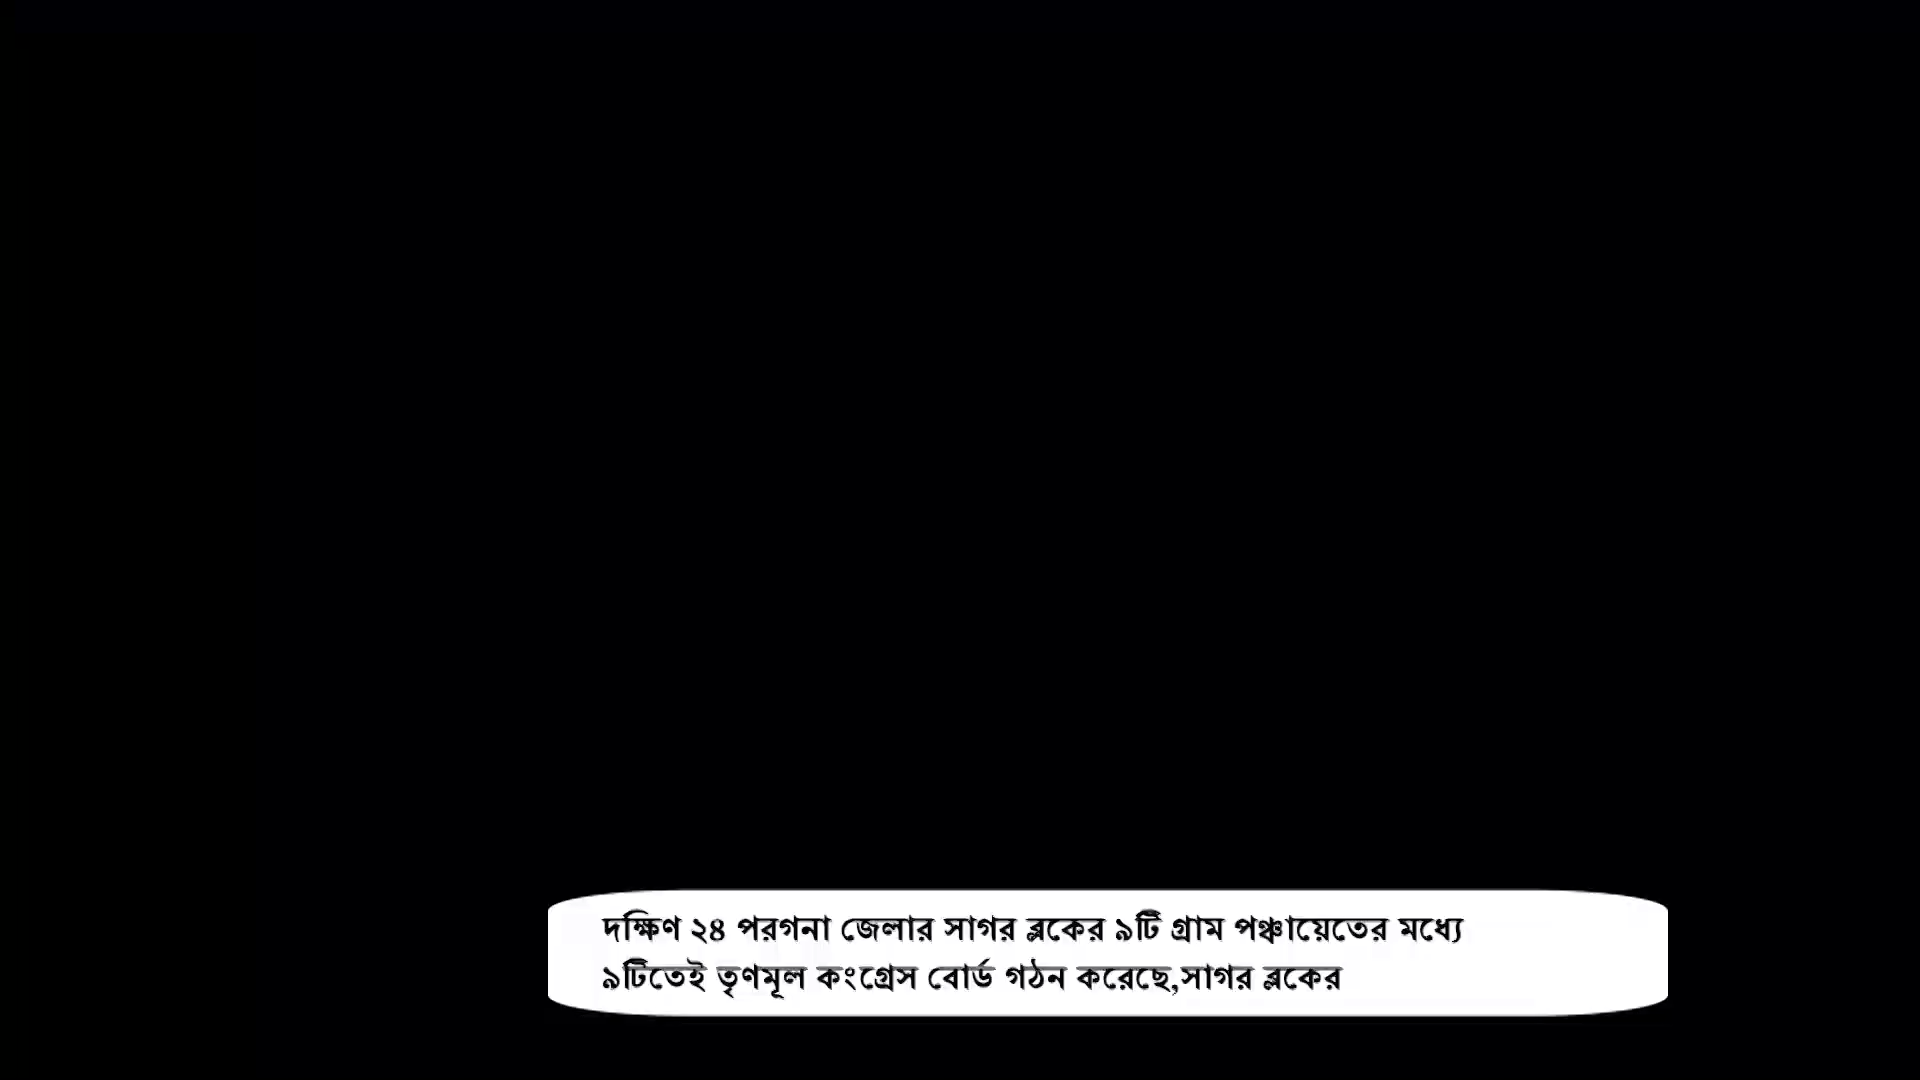 দক্ষিণ ২৪ পরগনা জেলার সাগর ব্লকের ৯টি গ্রাম পঞ্চায়েতের মধ্যে
৯টিতেই তৃণমূল কংগ্রেস বোর্ড গঠন করেছে,সাগর ব্লকের